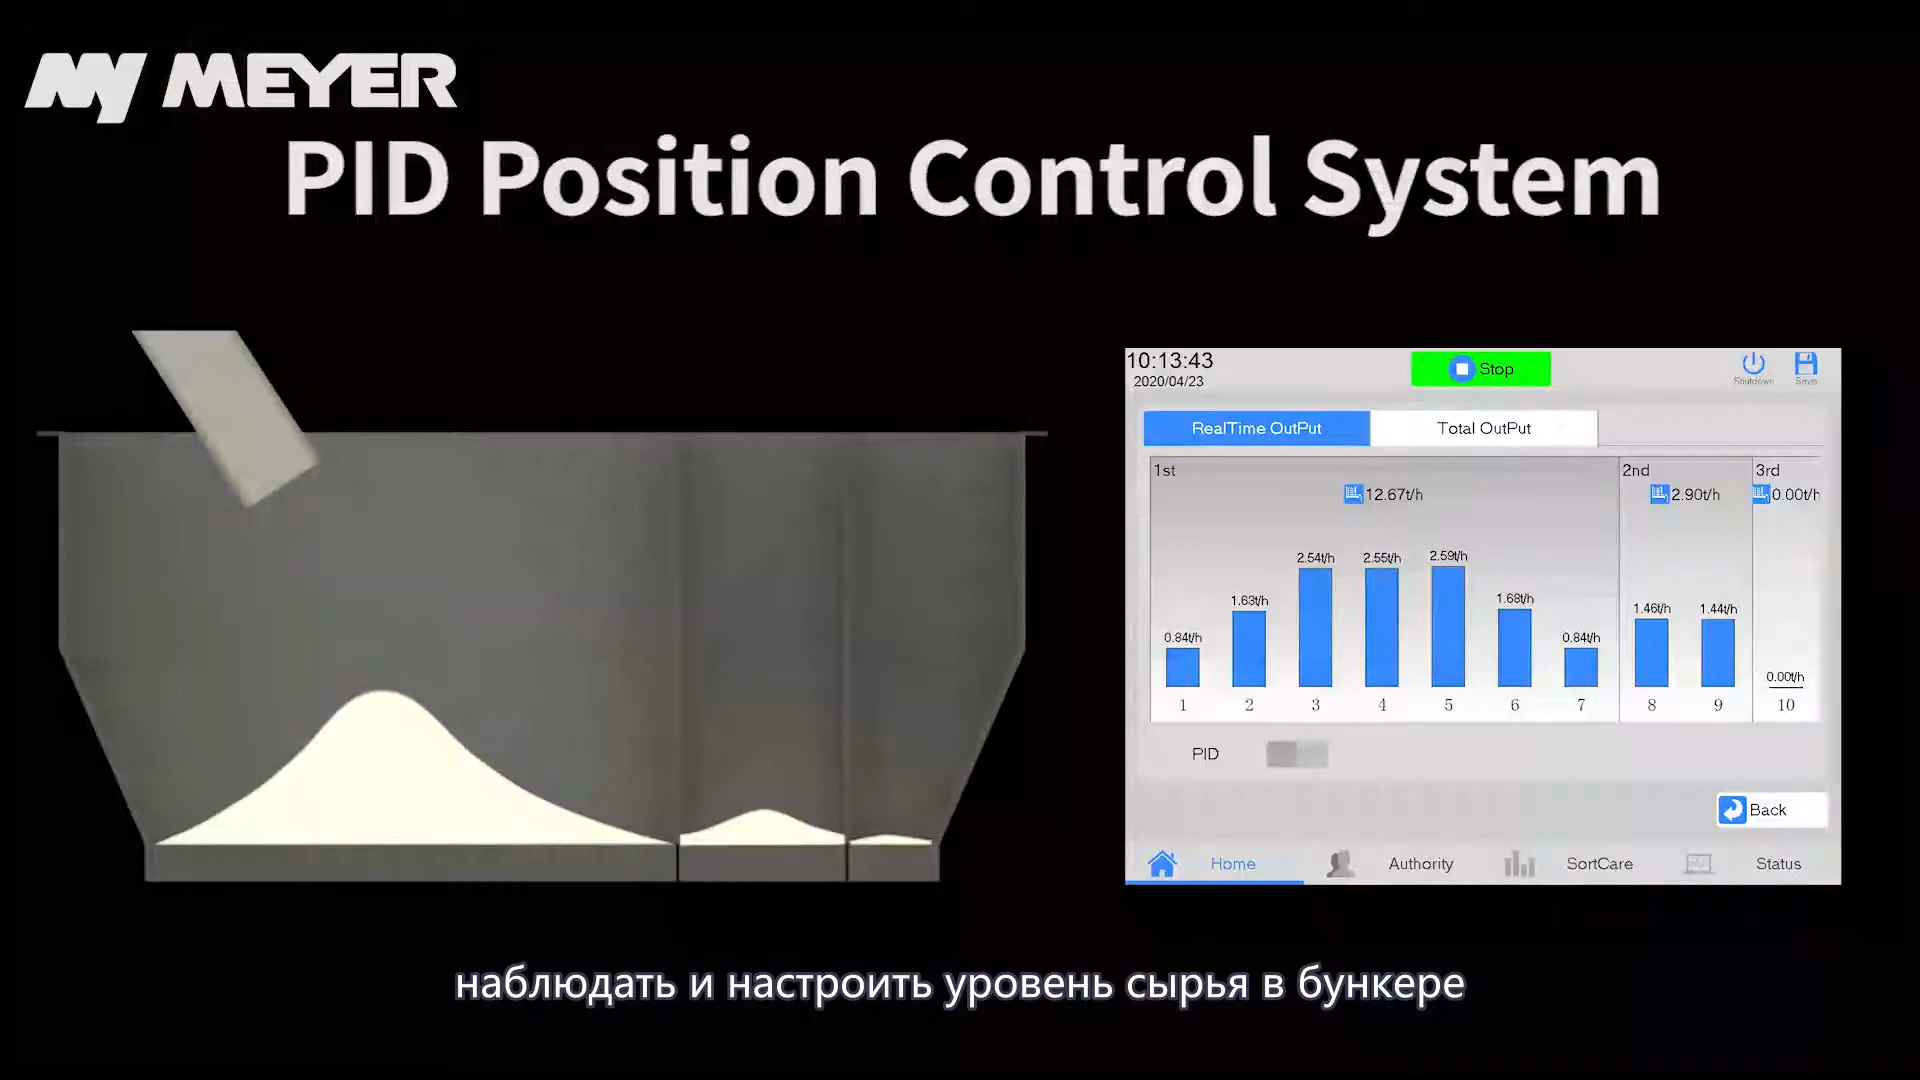 MEYER
PID Position Control System
10:13:43
2020/04/23
Stop
Shutdown
Save
RealTime OutPut
Total OutPut
1st
2nd
3rd
12.67t/h
2.90t/h
0.00t/h
0.84t/h
1.63t/h
2.54t/h
2.55t/h
2.59t/h
1.68t/h
0.84t/h
1.46t/h
1.44t/h
0.00t/h
1 2 3 4 5 6 7 8 9 10
PID
Back
Home
Authority
SortCare
Status
наблюдать и настроить уровень сырья в бункере